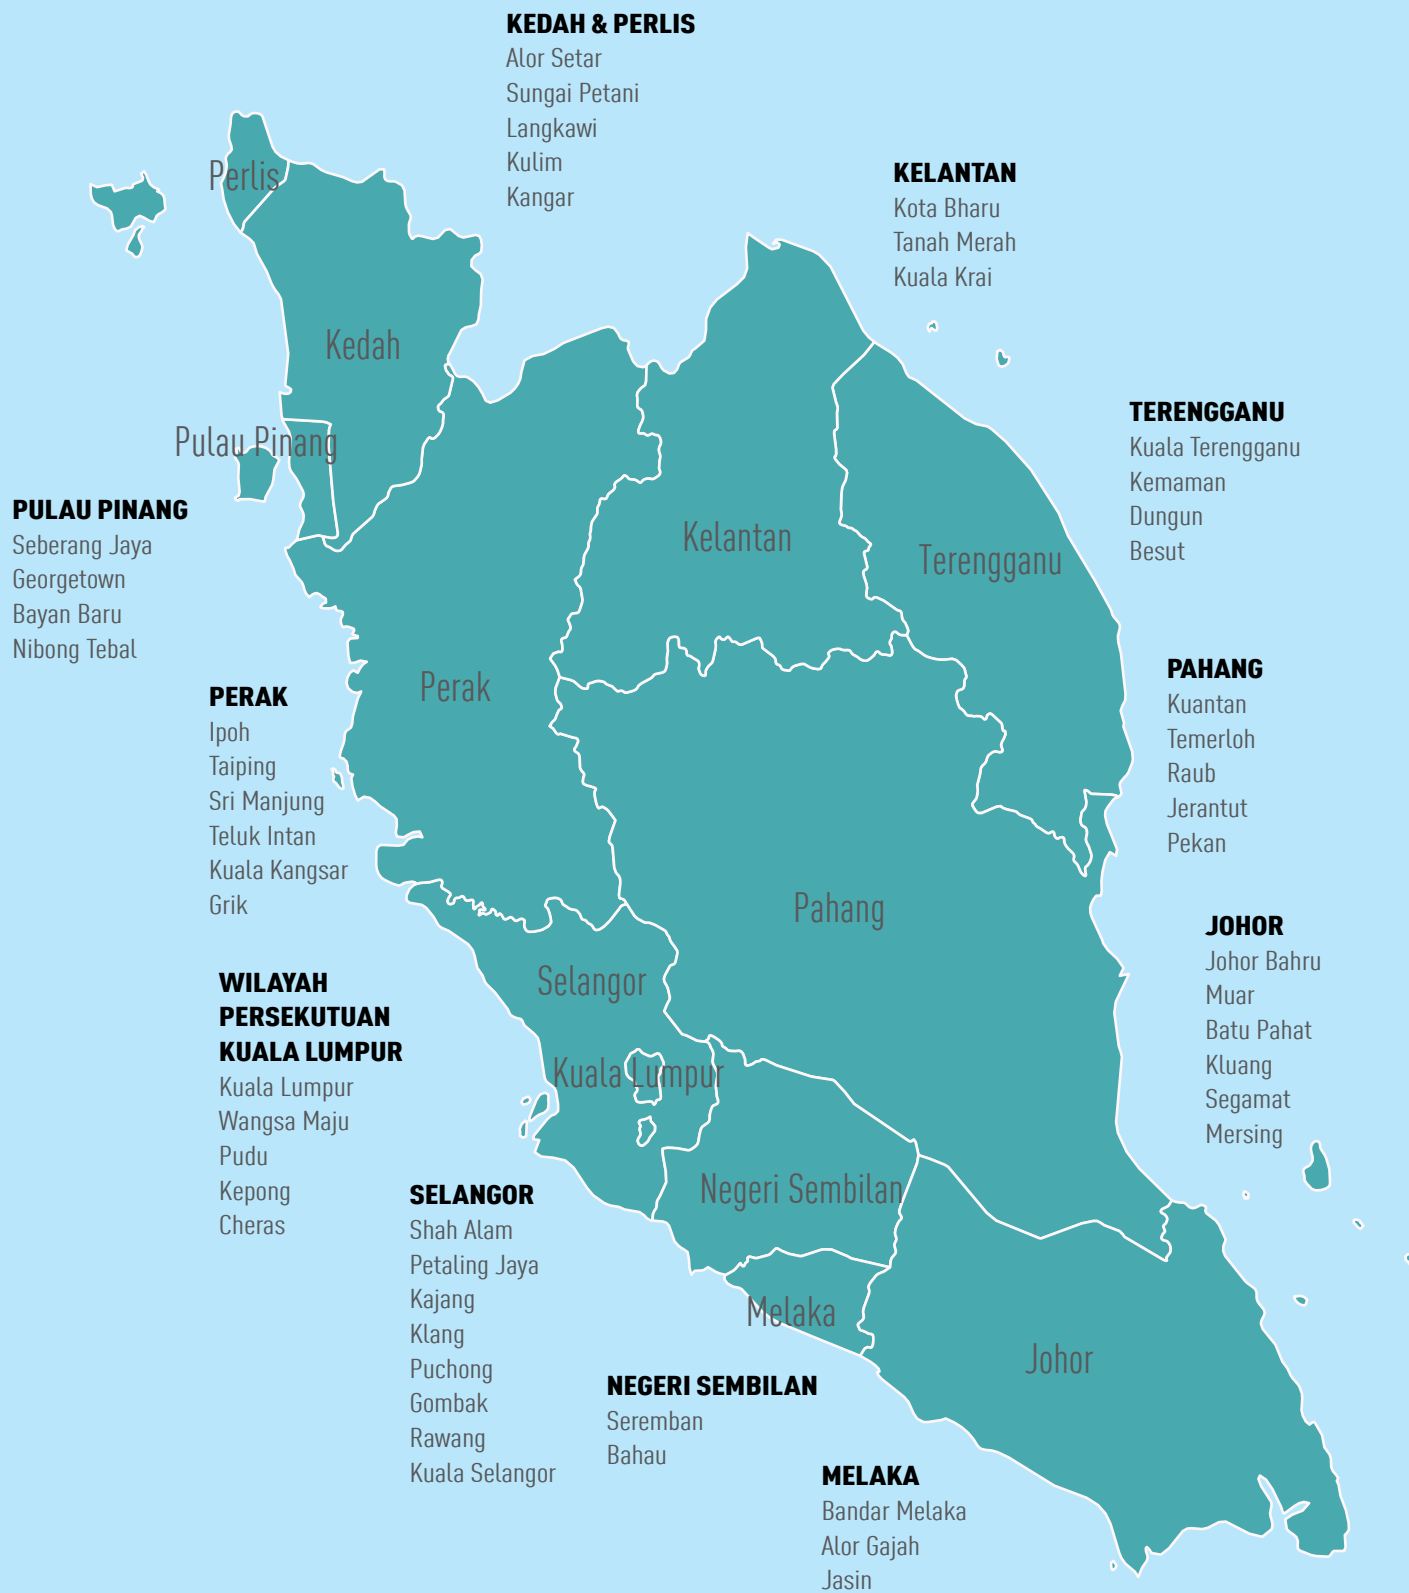 KEDAH & PERLIS
Alor Setar
Sungai Petani
Langkawi
Kulim
Kangar
KELANTAN
Kota Bharu
Tanah Merah
Kuala Krai
TERENGGANU
Kuala Terengganu
Kemaman
Dungun
Besut
PULAU PINANG
Seberang Jaya
Georgetown
Bayan Baru
Nibong Tebal
PERAK
Ipoh
Taiping
Sri Manjung
Teluk Intan
Kuala Kangsar
Grik
PAHANG
Kuantan
Temerloh
Raub
Jerantut
Pekan
JOHOR
Johor Bahru
Muar
Batu Pahat
Kluang
Segamat
Mersing
WILAYAH
PERSEKUTUAN
KUALA LUMPUR
Kuala Lumpur
Wangsa Maju
Pudu
Kepong
Cheras
SELANGOR
Shah Alam
Petaling Jaya
Kajang
Klang
Puchong
Gombak
Rawang
Kuala Selangor
NEGERI SEMBILAN
Seremban
Bahau
MELAKA
Bandar Melaka
Alor Gajah
Jasin
Perlis
Kedah
Pulau Pinang
Kelantan
Terengganu
Perak
Pahang
Selangor
Kuala Lumpur
Negeri Sembilan
Melaka
Johor